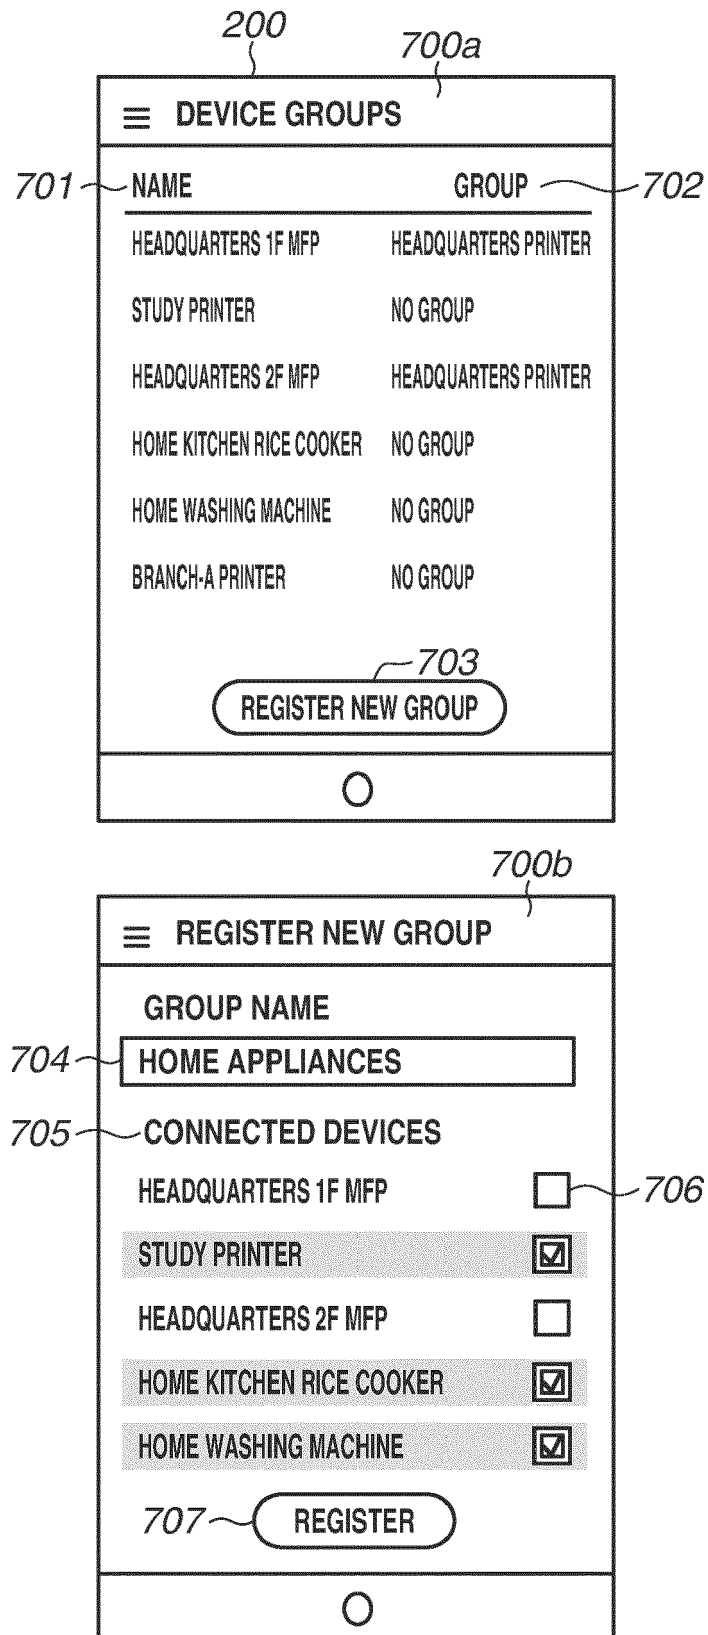 200
700a
DEVICE GROUPS
701 NAME GROUP 702
HEADQUARTERS 1F MFP HEADQUARTERS PRINTER
STUDY PRINTER NO GROUP
HEADQUARTERS 2F MFP HEADQUARTERS PRINTER
HOME KITCHEN RICE COOKER NO GROUP
HOME WASHING MACHINE NO GROUP
BRANCH-A PRINTER NO GROUP
703
REGISTER NEW GROUP
700b
REGISTER NEW GROUP
GROUP NAME
704 HOME APPLIANCES
705 CONNECTED DEVICES
HEADQUARTERS 1F MFP 706
STUDY PRINTER
HEADQUARTERS 2F MFP
HOME KITCHEN RICE COOKER
HOME WASHING MACHINE
707 REGISTER